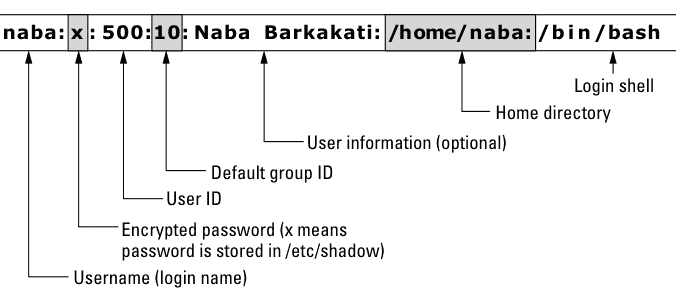 naba:x:500:10:Naba Barkakati:/home/naba:/bin/bash
Login shell
Home directory
User information (optional)
Default group ID
User ID
Encrypted password (x means
password is stored in /etc/shadow)
Username (login name)